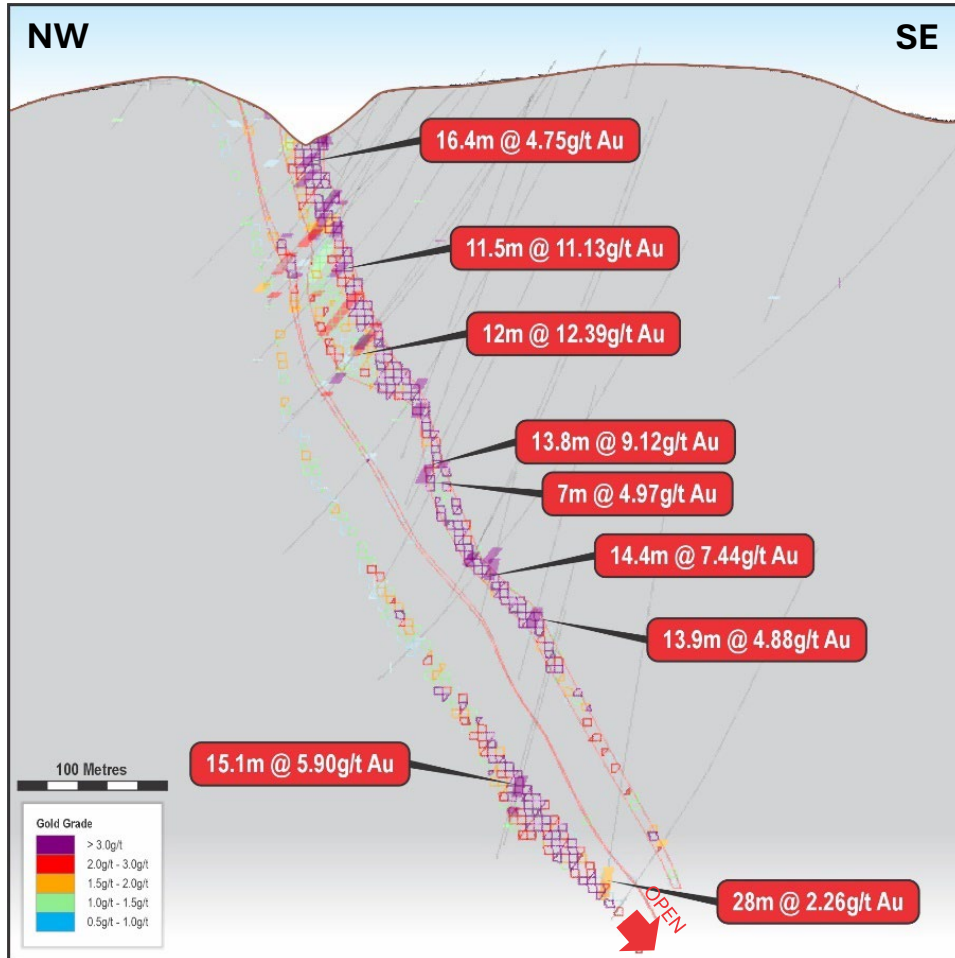 NW
SE
16.4m @ 4.75g/t Au
11.5m @ 11.13g/t Au
12m @ 12.39g/t Au
13.8m @ 9.12g/t Au
7m @ 4.97g/t Au
14.4m @ 7.44g/t Au
13.9m @ 4.88g/t Au
15.1m @ 5.90g/t Au
28m @ 2.26g/t Au
OPEN
100 Metres
Gold Grade
> 3.0g/t
2.0g/t - 3.0g/t
1.5g/t - 2.0g/t
1.0g/t - 1.5g/t
0.5g/t - 1.0g/t